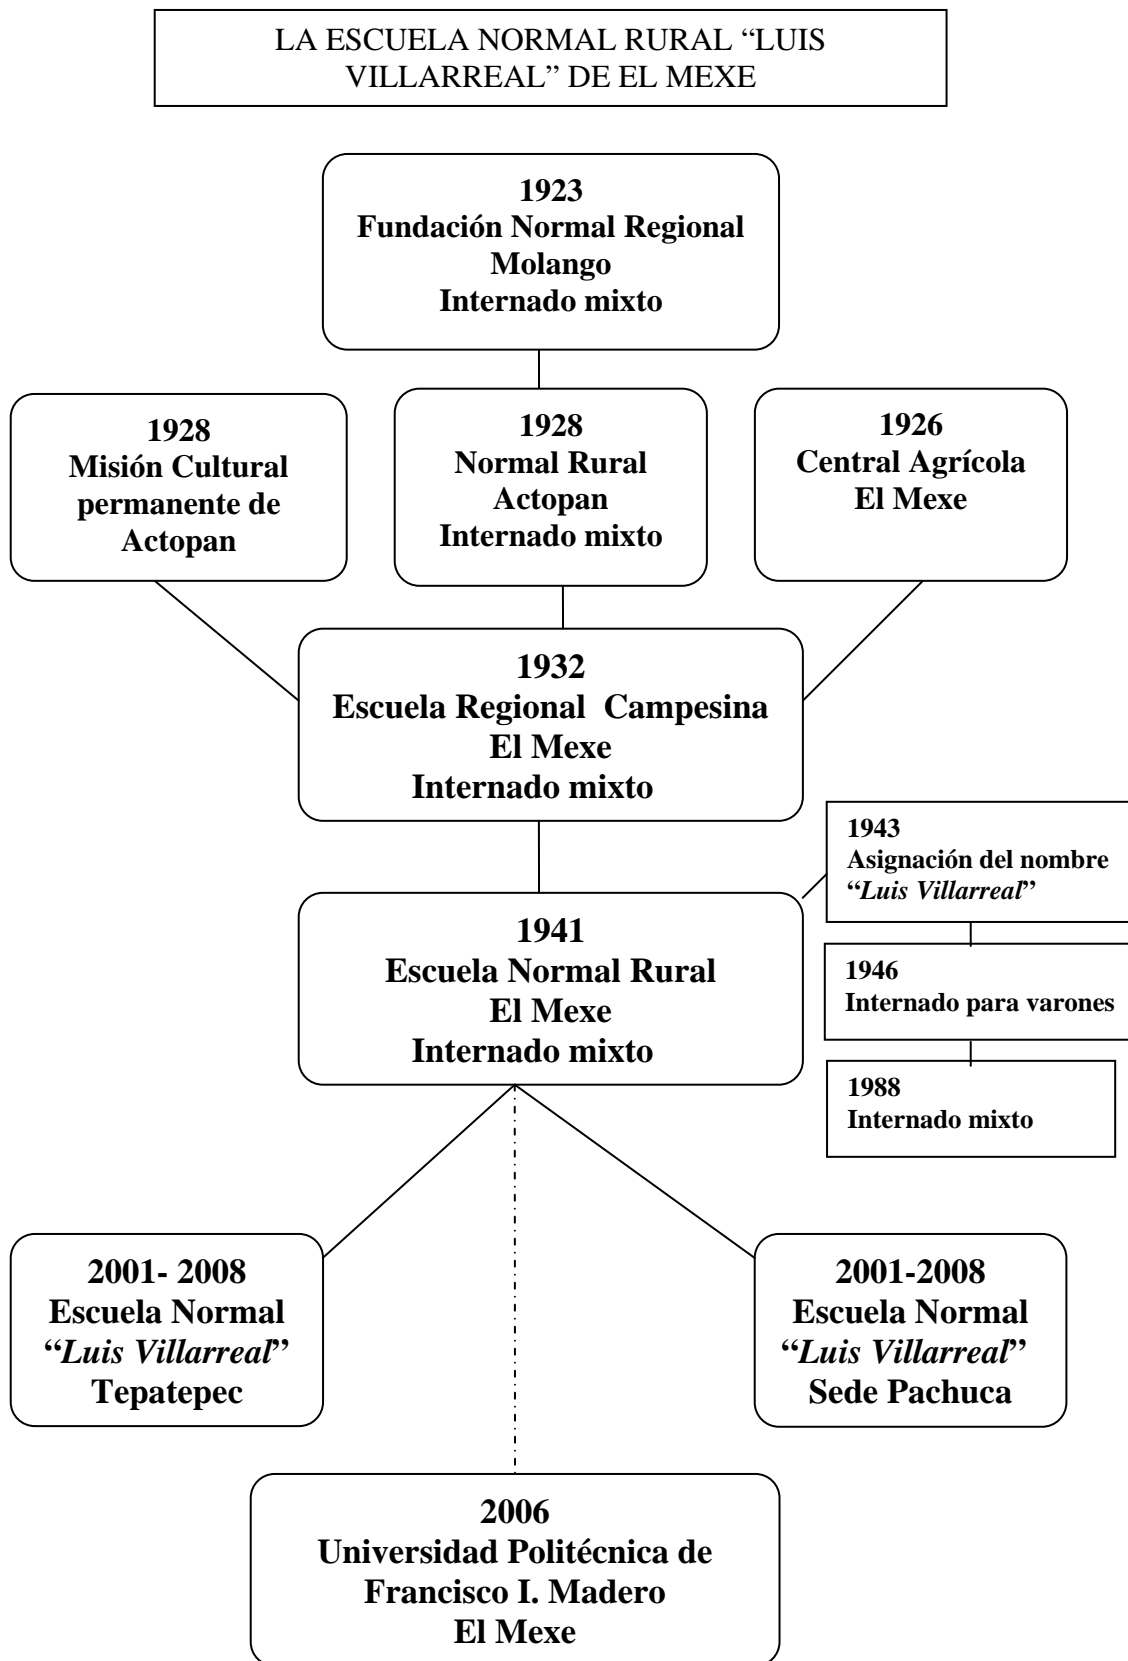 LA ESCUELA NORMAL RURAL “LUIS
VILLARREAL” DE EL MEXE
1923
Fundación Normal Regional
Molango
Internado mixto
1928
Misión Cultural
permanente de
Actopan
1928
Normal Rural
Actopan
Internado mixto
1926
Central Agrícola
El Mexe
1932
Escuela Regional  Campesina
El Mexe
Internado mixto
1941
Escuela Normal Rural
El Mexe
Internado mixto
1943
Asignación del nombre
“Luis Villarreal”
1946
Internado para varones
1988
Internado mixto
2001- 2008
Escuela Normal
“Luis Villarreal”
Tepatepec
2001-2008
Escuela Normal
“Luis Villarreal”
Sede Pachuca
2006
Universidad Politécnica de
Francisco I. Madero
El Mexe